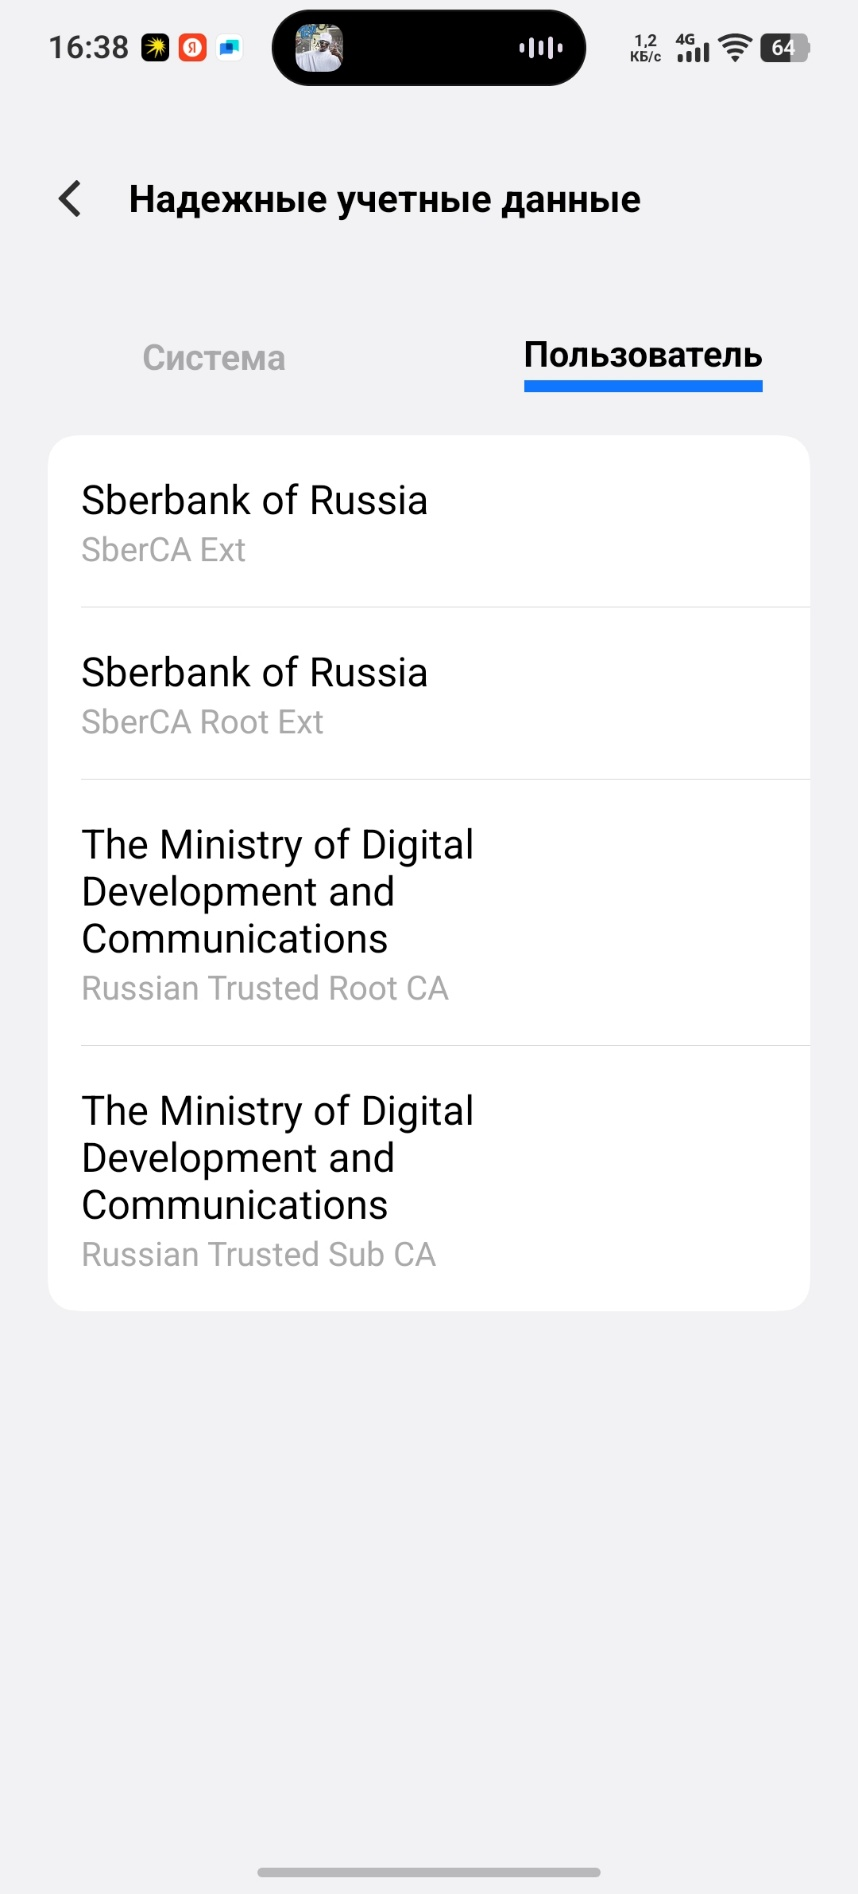 16:38
Я
1,2
КБ/с
4G
64
Надежные учетные данные
Система
Пользователь
Sberbank of Russia
SberCA Ext
Sberbank of Russia
SberCA Root Ext
The Ministry of Digital
Development and
Communications
Russian Trusted Root CA
The Ministry of Digital
Development and
Communications
Russian Trusted Sub CA